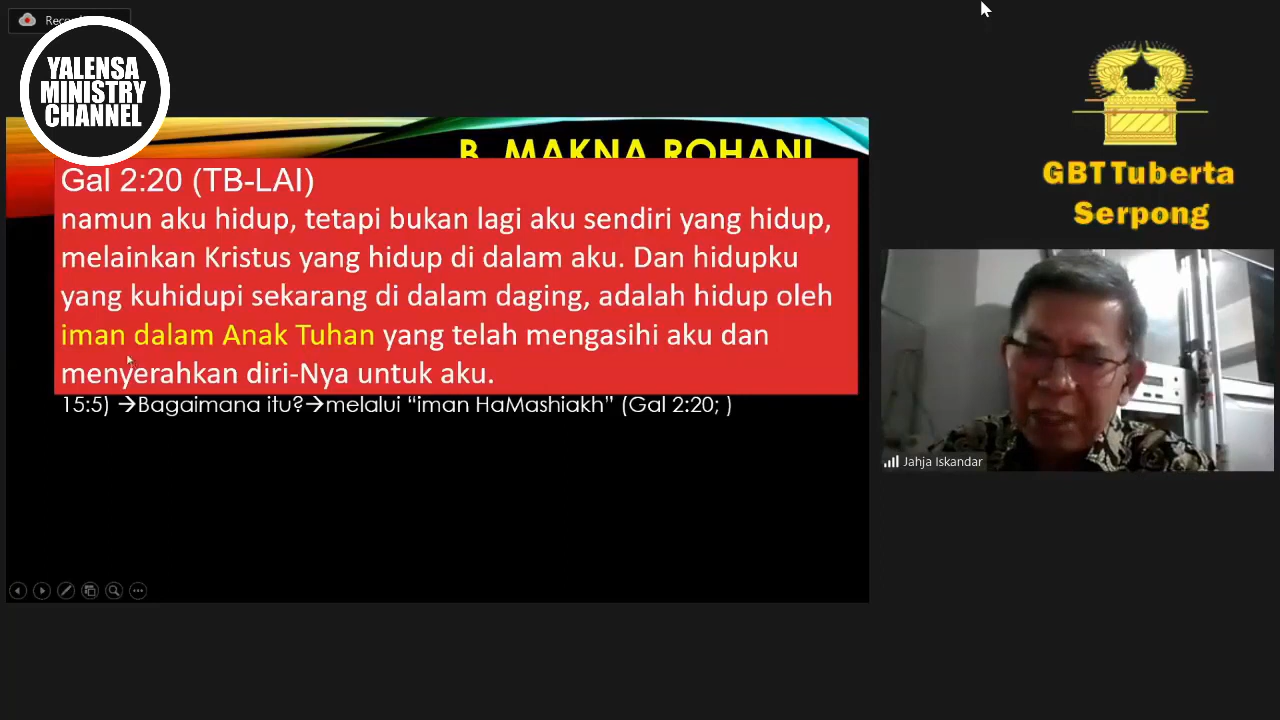 Reco
YALENSA
MINISTRY
CHANNEL
B. MAKNA ROHANI
Gal 2:20 (TB-LAI)
namun aku hidup, tetapi bukan lagi aku sendiri yang hidup,
melainkan Kristus yang hidup di dalam aku. Dan hidupku
yang kuhidupi sekarang di dalam daging, adalah hidup oleh
iman dalam Anak Tuhan yang telah mengasihi aku dan
menyerahkan diri-Nya untuk aku.
15:5) →Bagaimana itu?→melalui “iman HaMashiakh” (Gal 2:20; )
GBT Tuberta
Serpong
Jahja Iskandar